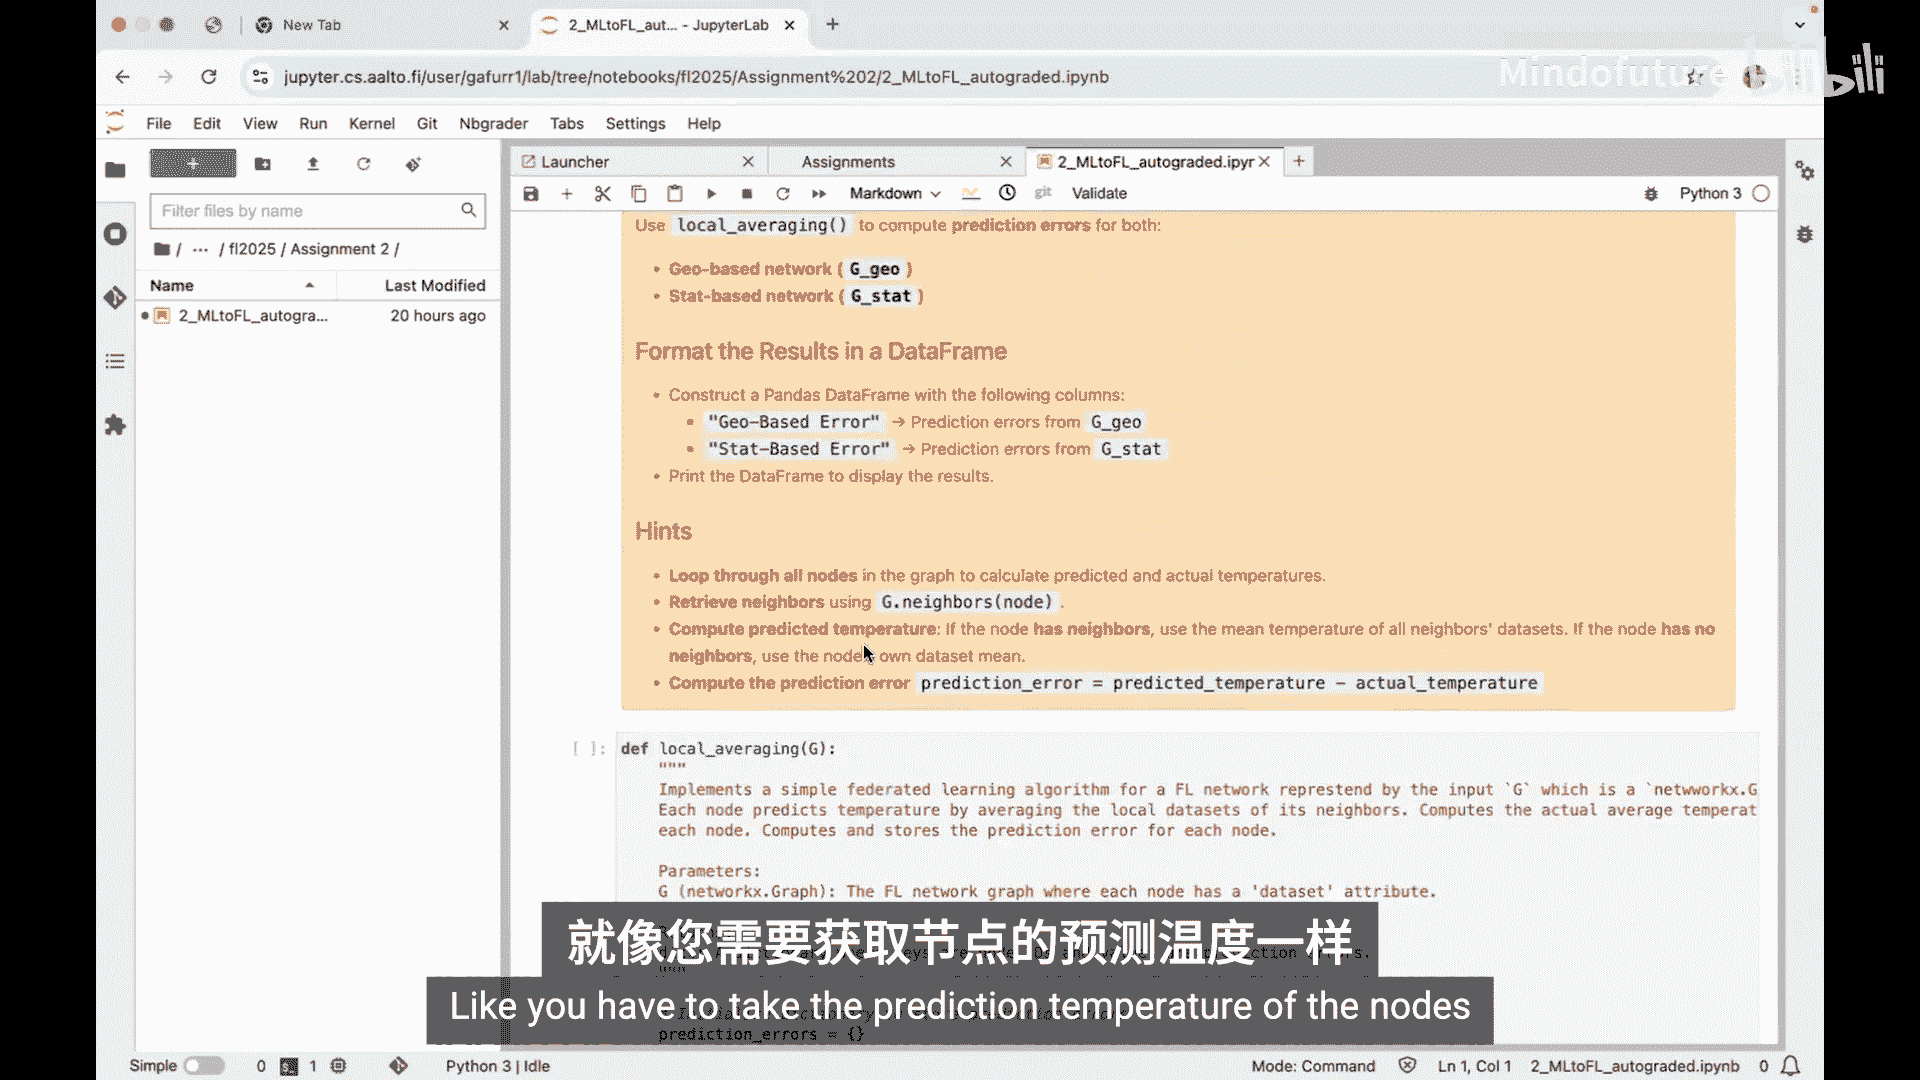 New Tab
2_MLtoFL_aut... - JupyterLab
jupyter.cs.aalto.fi/user/gafurr1/lab/tree/notebooks/fl2025/Assignment%202/2_MLtoFL_autograded.ipynb
Mindofuture bilibili
File Edit View Run Kernel Git Nbgrader Tabs Settings Help
Launcher
Assignments
2_MLtoFL_autograded.ipyr
Markdown
git
Validate
Python 3
Filter files by name
/ ... / fl2025 / Assignment 2 /
Name Last Modified
2_MLtoFL_autogra... 20 hours ago
Use local_averaging() to compute prediction errors for both:
• Geo-based network ( G_geo )
• Stat-based network ( G_stat )
Format the Results in a DataFrame
• Construct a Pandas DataFrame with the following columns:
▪ "Geo-Based Error" → Prediction errors from G_geo
▪ "Stat-Based Error" → Prediction errors from G_stat
• Print the DataFrame to display the results.
Hints
• Loop through all nodes in the graph to calculate predicted and actual temperatures.
• Retrieve neighbors using G.neighbors(node) .
• Compute predicted temperature: If the node has neighbors, use the mean temperature of all neighbors' datasets. If the node has no
neighbors, use the node's own dataset mean.
• Compute the prediction error prediction_error = predicted_temperature - actual_temperature
[ ]: def local_averaging(G):
"""
Implements a simple federated learning algorithm for a FL network represtend by the input `G` which is a `netwworkx.G
Each node predicts temperature by averaging the local datasets of its neighbors. Computes the actual average temperat
each node. Computes and stores the prediction error for each node.
Parameters:
G (networkx.Graph): The FL network graph where each node has a 'dataset' attribute.
就像您需要获取节点的预测温度一样
Like you have to take the prediction temperature of the nodes
prediction_errors = {}
Simple 0 1 Python 3 | Idle Mode: Command Ln 1, Col 1 2_MLtoFL_autograded.ipynb 0